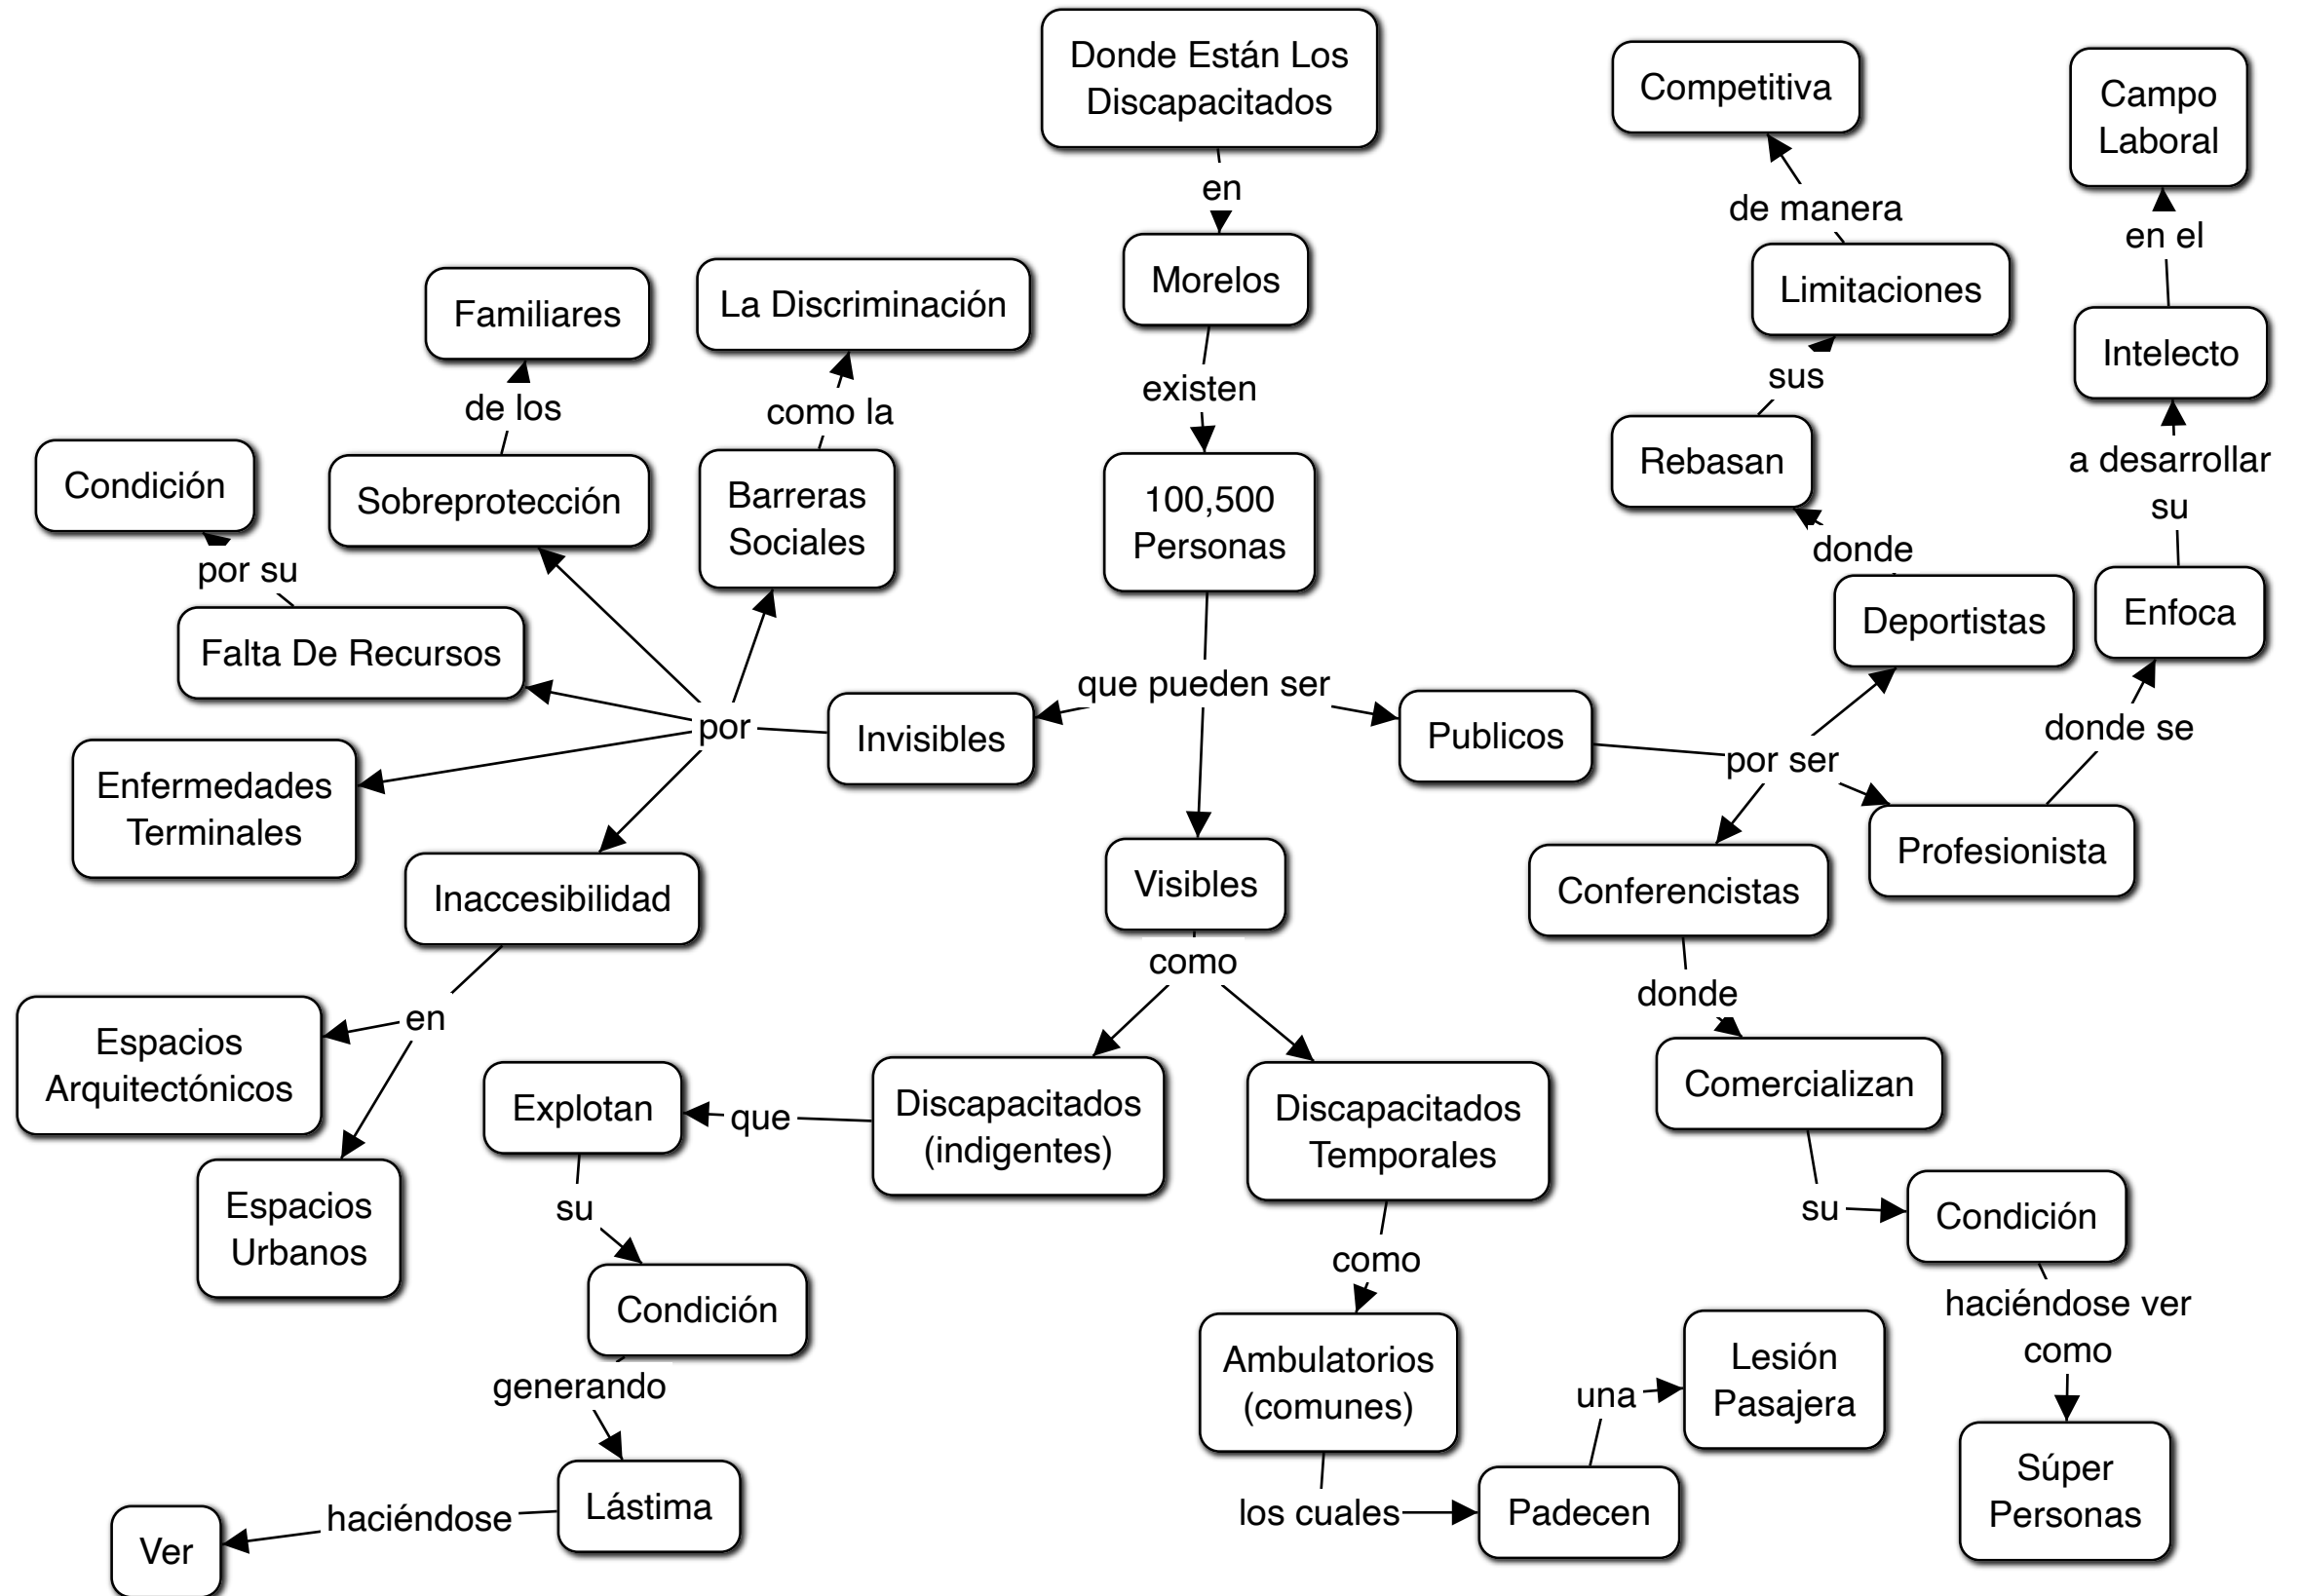 Donde Están Los
Discapacitados
en
Morelos
existen
100,500
Personas
que pueden ser
Invisibles
por
Barreras
Sociales
como la
La Discriminación
Sobreprotección
de los
Familiares
Falta De Recursos
por su
Condición
Enfermedades
Terminales
Inaccesibilidad
en
Espacios
Arquitectónicos
Espacios
Urbanos
Visibles
como
Discapacitados
(indigentes)
que
Explotan
su
Condición
generando
Lástima
haciéndose
Ver
Discapacitados
Temporales
como
Ambulatorios
(comunes)
los cuales
Padecen
una
Lesión
Pasajera
Publicos
por ser
Deportistas
donde
Rebasan
sus
Limitaciones
de manera
Competitiva
Profesionista
donde se
Enfoca
a desarrollar
su
Intelecto
en el
Campo
Laboral
Conferencistas
donde
Comercializan
su
Condición
haciéndose ver
como
Súper
Personas